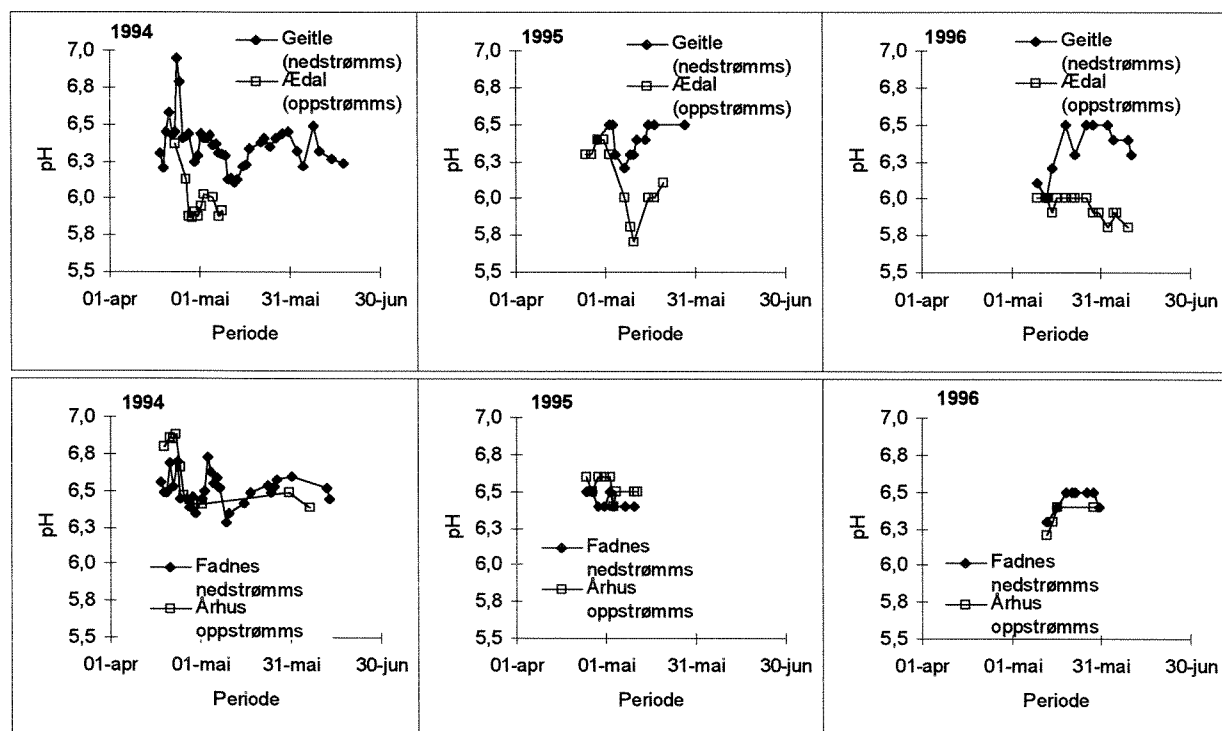 1994
Geitle
(nedstrømms)
Ædal
(oppstrømms)
7,0
6,8
6,5
6,3
6,0
5,8
5,5
pH
01-apr 01-mai 31-mai 30-jun
Periode
1995
Geitle
(nedstrømms)
Ædal
(oppstrømms)
7,0
6,8
6,5
6,3
6,0
5,8
5,5
pH
01-apr 01-mai 31-mai 30-jun
Periode
1996
Geitle
(nedstrømms)
Ædal
(oppstrømms)
7,0
6,8
6,5
6,3
6,0
5,8
5,5
pH
01-apr 01-mai 31-mai 30-jun
Periode
1994
7,0
6,8
6,5
6,3
6,0
5,8
5,5
pH
Fadnes
nedstrømms
Århus
oppstrømms
01-apr 01-mai 31-mai 30-jun
Periode
1995
7,0
6,8
6,5
6,3
6,0
5,8
5,5
pH
Fadnes
nedstrømms
Århus
oppstrømms
01-apr 01-mai 31-mai 30-jun
Periode
1996
7,0
6,8
6,5
6,3
6,0
5,8
5,5
pH
Fadnes
nedstrømms
Århus
oppstrømms
01-apr 01-mai 31-mai 30-jun
Periode